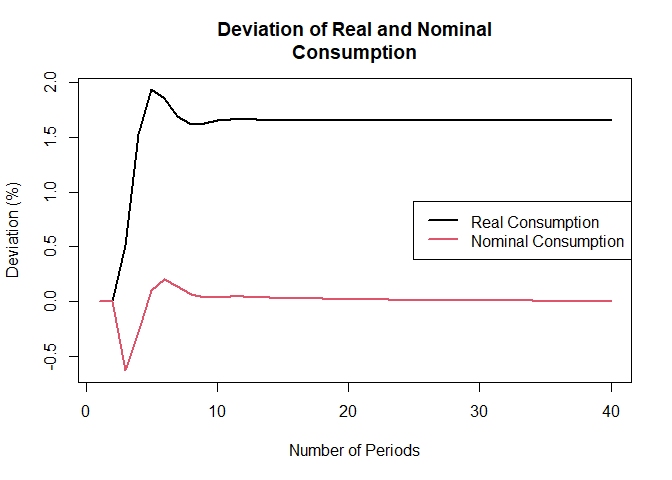 Deviation of Real and Nominal
Consumption
Deviation (%)
2.0
1.5
1.0
0.5
0.0
-0.5
Real Consumption
Nominal Consumption
0 10 20 30 40
Number of Periods